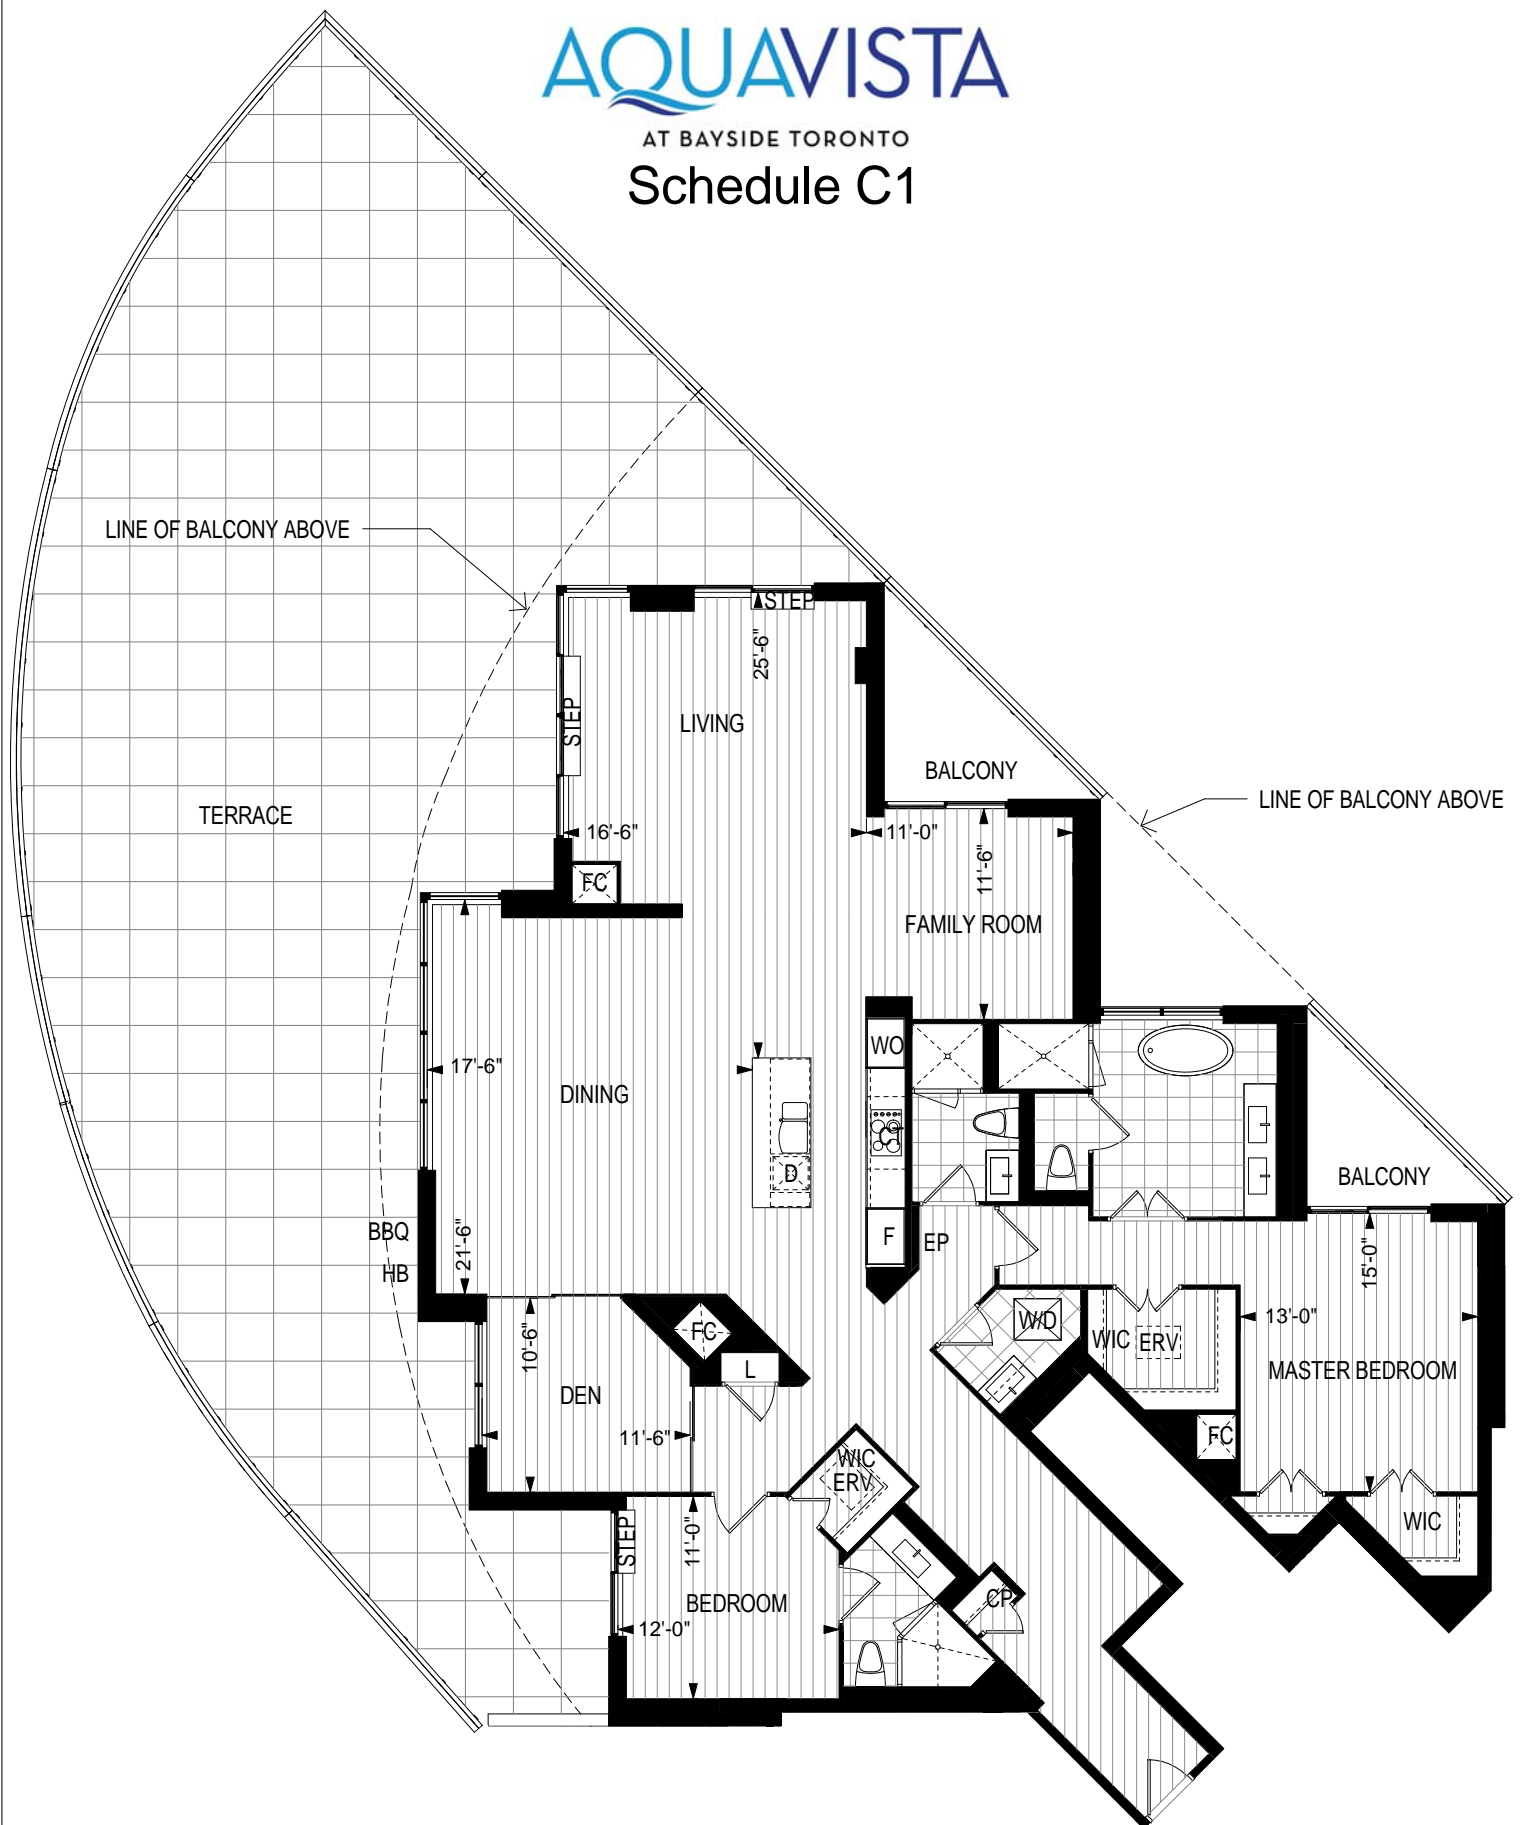 AQUAVISTA
AT BAYSIDE TORONTO
Schedule C1
LINE OF BALCONY ABOVE
STEP
25'-6"
STEP
LIVING
BALCONY
LINE OF BALCONY ABOVE
TERRACE
16'-6"
11'-0"
11'-6"
FC
FAMILY ROOM
WO
17'-6"
DINING
CT
D
BALCONY
BBQ
21'-6"
F
EP
15'-0"
HB
10'-6"
FC
W/D
WIC
ERV
13'-0"
L
MASTER BEDROOM
DEN
11'-6"
FC
WIC
ERV
WIC
STEP
11'-0"
BEDROOM
CP
12'-0"